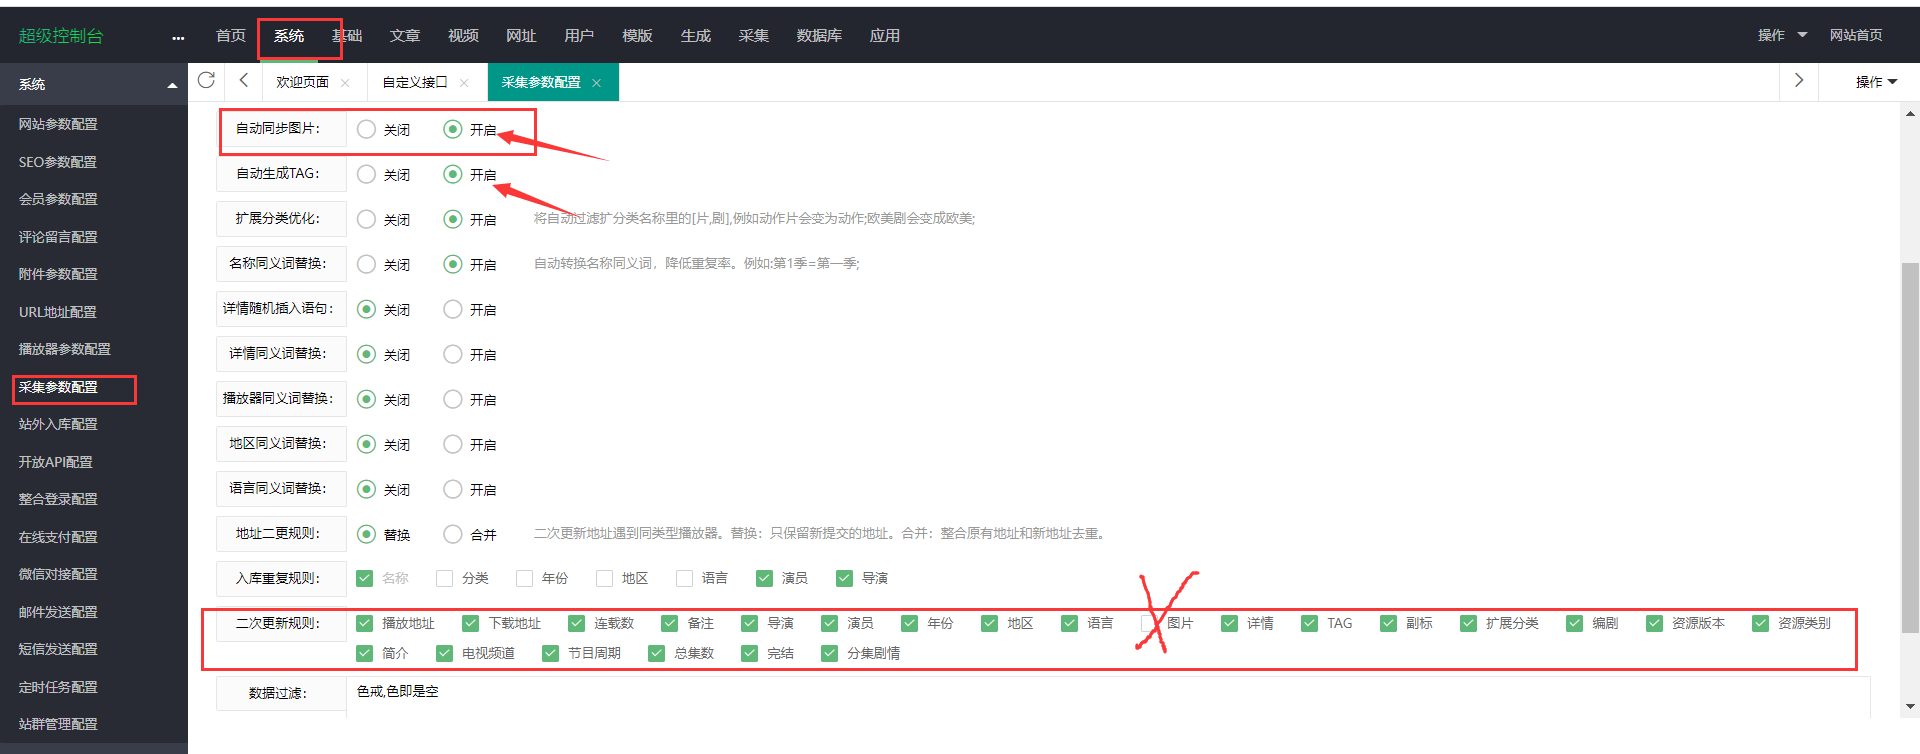 超级控制台 ... 首页 系统 基础 文章 视频 网址 用户 模版 生成 采集 数据库 应用 操作 网站首页
系统
欢迎页面 自定义接口 采集参数配置 操作
网站参数配置
SEO参数配置
会员参数配置
评论留言配置
附件参数配置
URL地址配置
播放器参数配置
采集参数配置
站外入库配置
开放API配置
整合登录配置
在线支付配置
微信对接配置
邮件发送配置
短信发送配置
定时任务配置
站群管理配置
自动同步图片: 关闭 开启
自动生成TAG: 关闭 开启
扩展分类优化: 关闭 开启 将自动过滤扩分类名称里的[片,剧],例如动作片会变为动作;欧美剧会变成欧美;
名称同义词替换: 关闭 开启 自动转换名称同义词，降低重复率。例如:第1季=第一季;
详情随机插入语句: 关闭 开启
详情同义词替换: 关闭 开启
播放器同义词替换: 关闭 开启
地区同义词替换: 关闭 开启
语言同义词替换: 关闭 开启
地址二更规则: 替换 合并 二次更新地址遇到同类型播放器。替换：只保留新提交的地址。合并：整合原有地址和新地址去重。
入库重复规则: 名称 分类 年份 地区 语言 演员 导演
二次更新规则: 播放地址 下载地址 连载数 备注 导演 演员 年份 地区 语言 图片 详情 TAG 副标 扩展分类 编剧 资源版本 资源类别
简介 电视频道 节目周期 总集数 完结 分集剧情
数据过滤: 色戒,色即是空